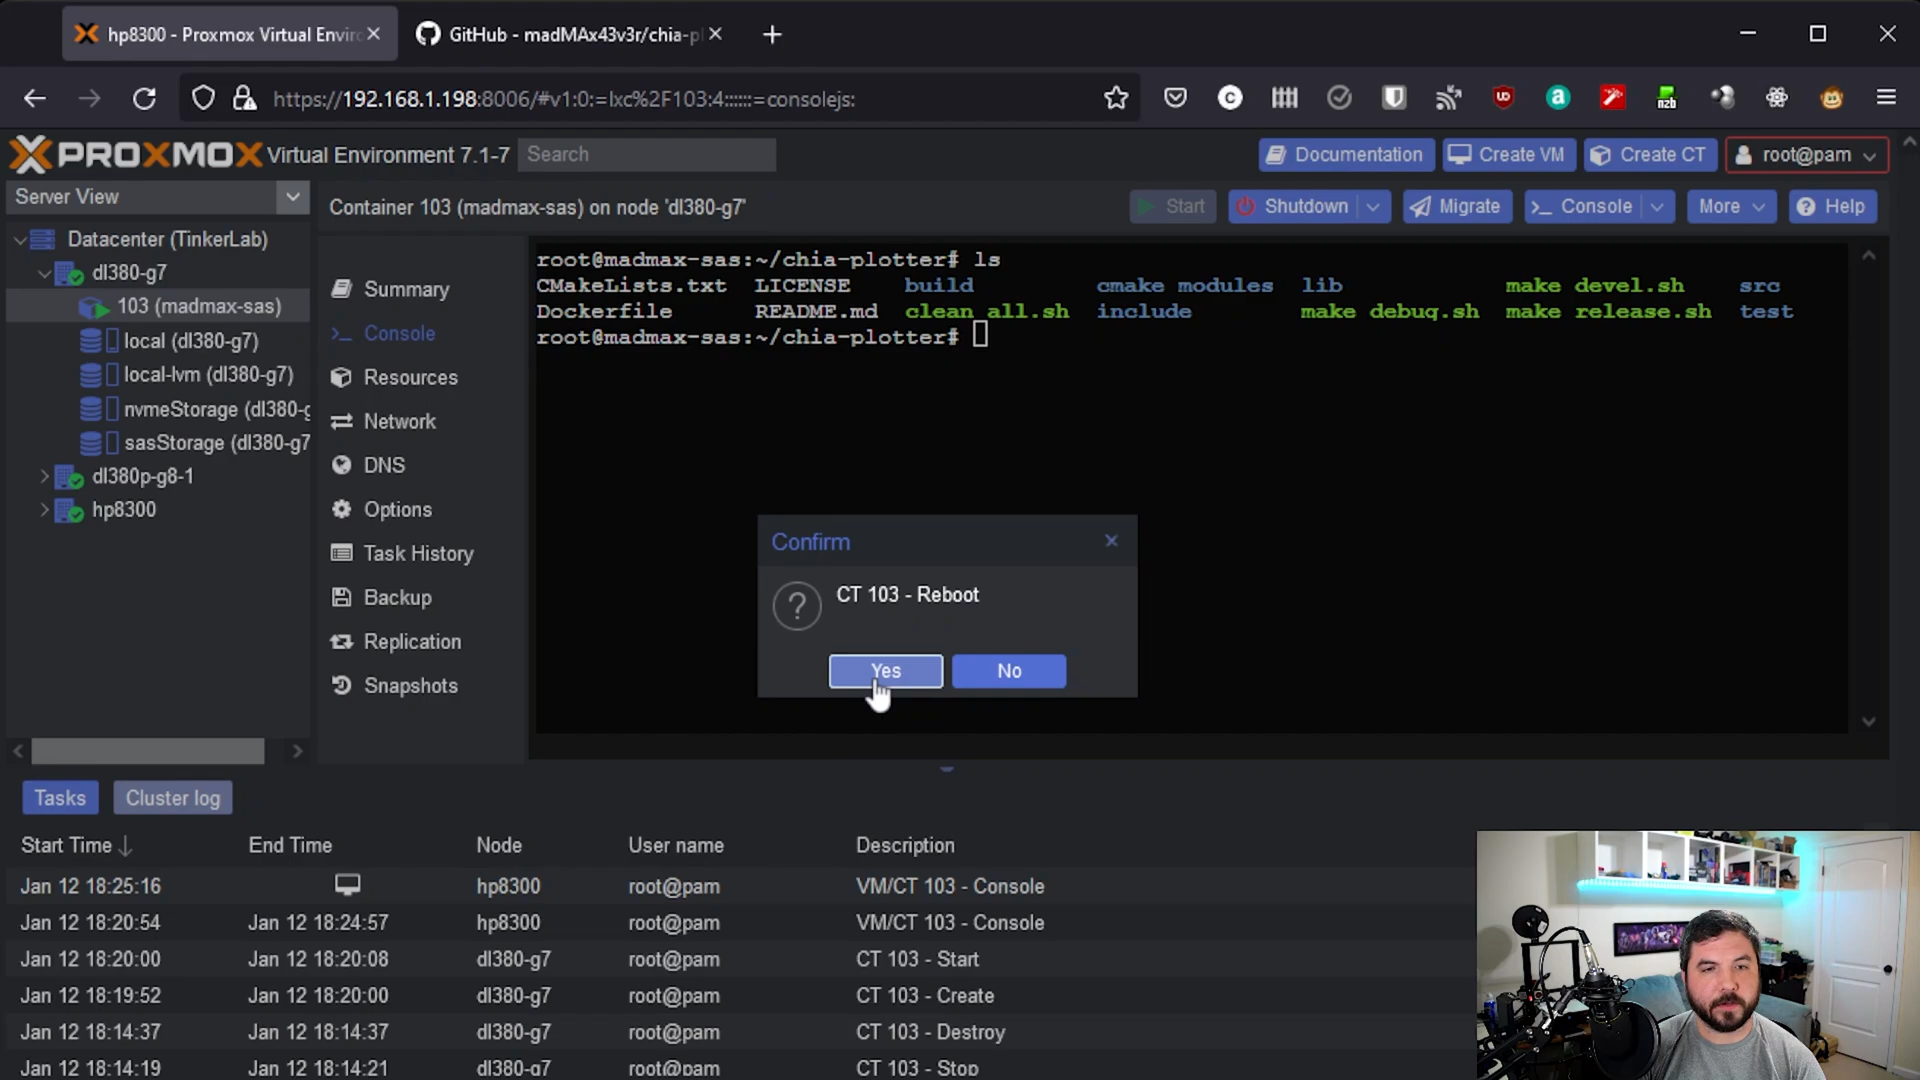 hp8300 - Proxmox Virtual Enviro
GitHub - madMAx43v3r/chia-pl
https://192.168.1.198:8006/#v1:0:=lxc%2F103:4::::::=consolejs:
PROXMOX Virtual Environment 7.1-7
Search
Documentation
Create VM
Create CT
root@pam
Server View
Container 103 (madmax-sas) on node 'dl380-g7'
Start
Shutdown
Migrate
>_ Console
More
Help
Datacenter (TinkerLab)
dl380-g7
103 (madmax-sas)
local (dl380-g7)
local-lvm (dl380-g7)
nvmeStorage (dl380-g
sasStorage (dl380-g7
dl380p-g8-1
hp8300
Summary
>_ Console
Resources
Network
DNS
Options
Task History
Backup
Replication
Snapshots
root@madmax-sas:~/chia-plotter# ls
CMakeLists.txt LICENSE build cmake modules lib make devel.sh src
Dockerfile README.md clean all.sh include make debug.sh make release.sh test
root@madmax-sas:~/chia-plotter#
Confirm
CT 103 - Reboot
Yes
No
Tasks
Cluster log
Start Time End Time Node User name Description
Jan 12 18:25:16 hp8300 root@pam VM/CT 103 - Console
Jan 12 18:20:54 Jan 12 18:24:57 hp8300 root@pam VM/CT 103 - Console
Jan 12 18:20:00 Jan 12 18:20:08 dl380-g7 root@pam CT 103 - Start
Jan 12 18:19:52 Jan 12 18:20:00 dl380-g7 root@pam CT 103 - Create
Jan 12 18:14:37 Jan 12 18:14:37 dl380-g7 root@pam CT 103 - Destroy
Jan 12 18:14:19 Jan 12 18:14:21 dl380-g7 root@pam CT 103 - Stop